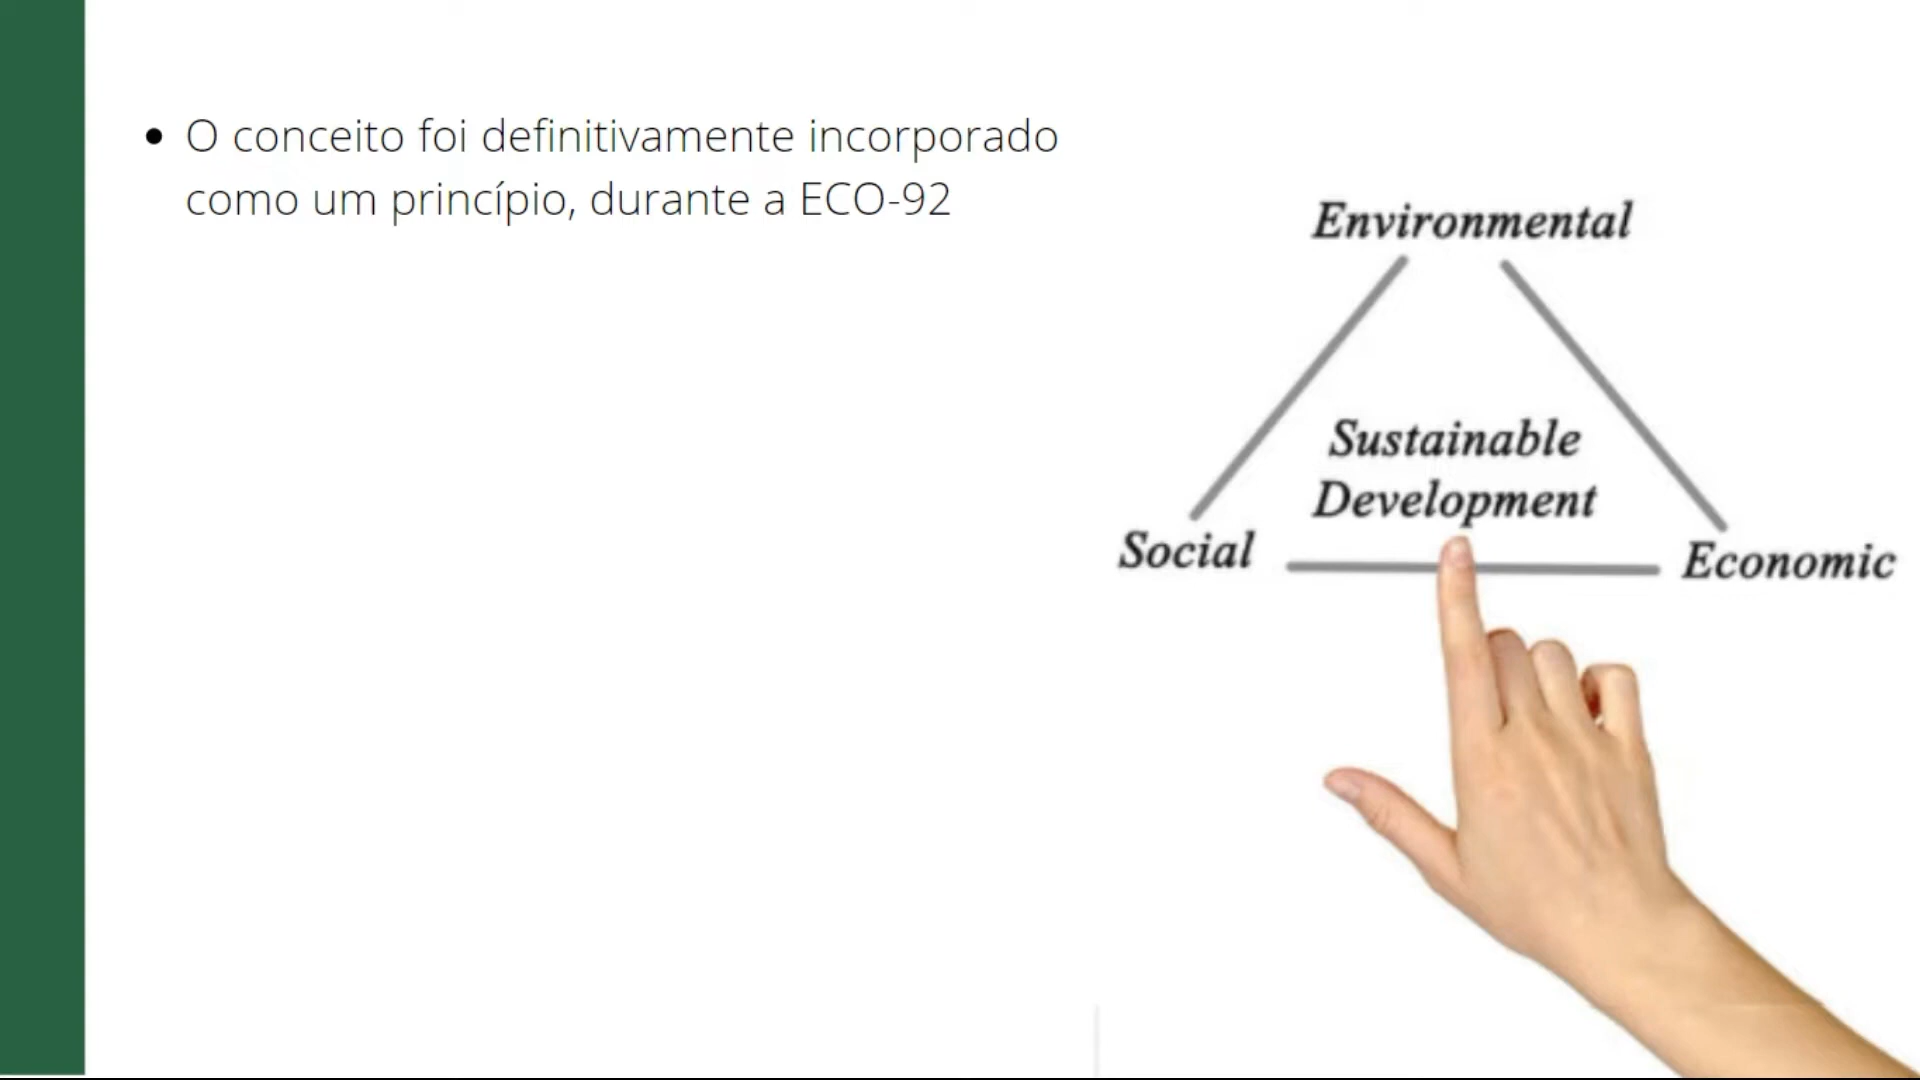 • O conceito foi definitivamente incorporado
como um princípio, durante a ECO-92
Environmental
Sustainable
Development
Social
Economic